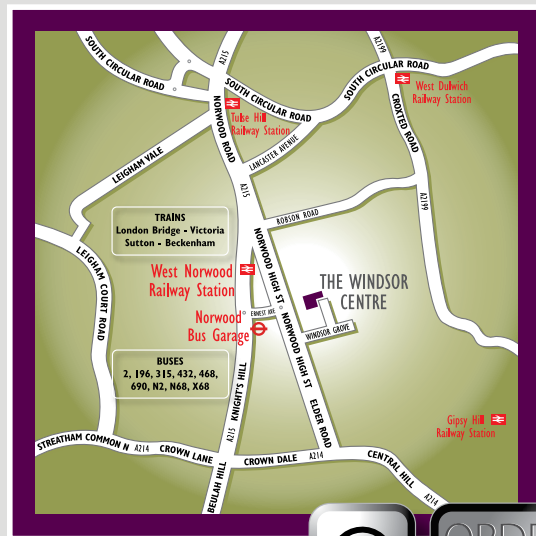 SOUTH CIRCULAR ROAD
A215
A2199
SOUTH CIRCULAR ROAD
SOUTH CIRCULAR ROAD
West Dulwich
Railway Station
Tulse Hill
Railway Station
NORWOOD ROAD
CROXTED ROAD
LANCASTER AVENUE
LEIGHAM VALE
A215
A2199
TRAINS
London Bridge - Victoria
Sutton - Beckenham
ROBSON ROAD
NORWOOD HIGH ST
LEIGHAM COURT ROAD
West Norwood
Railway Station
THE WINDSOR
CENTRE
Norwood
Bus Garage
ERNEST AVE
WINDSOR GROVE
NORWOOD HIGH ST
BUSES
2, 196, 315, 432, 468,
690, N2, N68, X68
KNIGHT'S HILL
ELDER ROAD
Gipsy Hill
Railway Station
A215
STREATHAM COMMON N
A214
CROWN LANE
CROWN DALE
A214
CENTRAL HILL
A214
BEULAH HILL